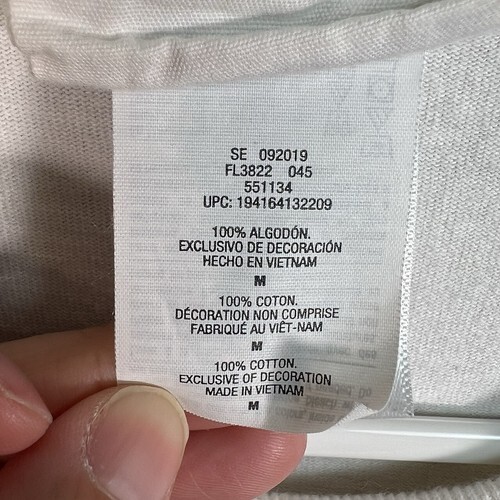 SE 092019
FL3822 045
551134
UPC: 194164132209
100% ALGODÓN.
EXCLUSIVO DE DECORACIÓN
HECHO EN VIETNAM
M
100% COTON.
DÉCORATION NON COMPRISE
FABRIQUÉ AU VIÊT-NAM
M
100% COTTON.
EXCLUSIVE OF DECORATION
MADE IN VIETNAM
M